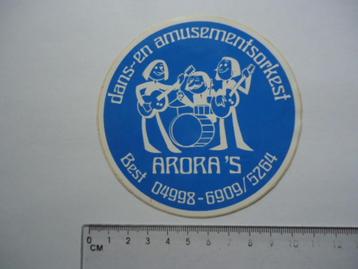 dans-en amusementsorkest
ARORA'S
Best 04998-6909/5264
0 1 2 3 4 5 6 7 8 9 10 11 12 13
CM